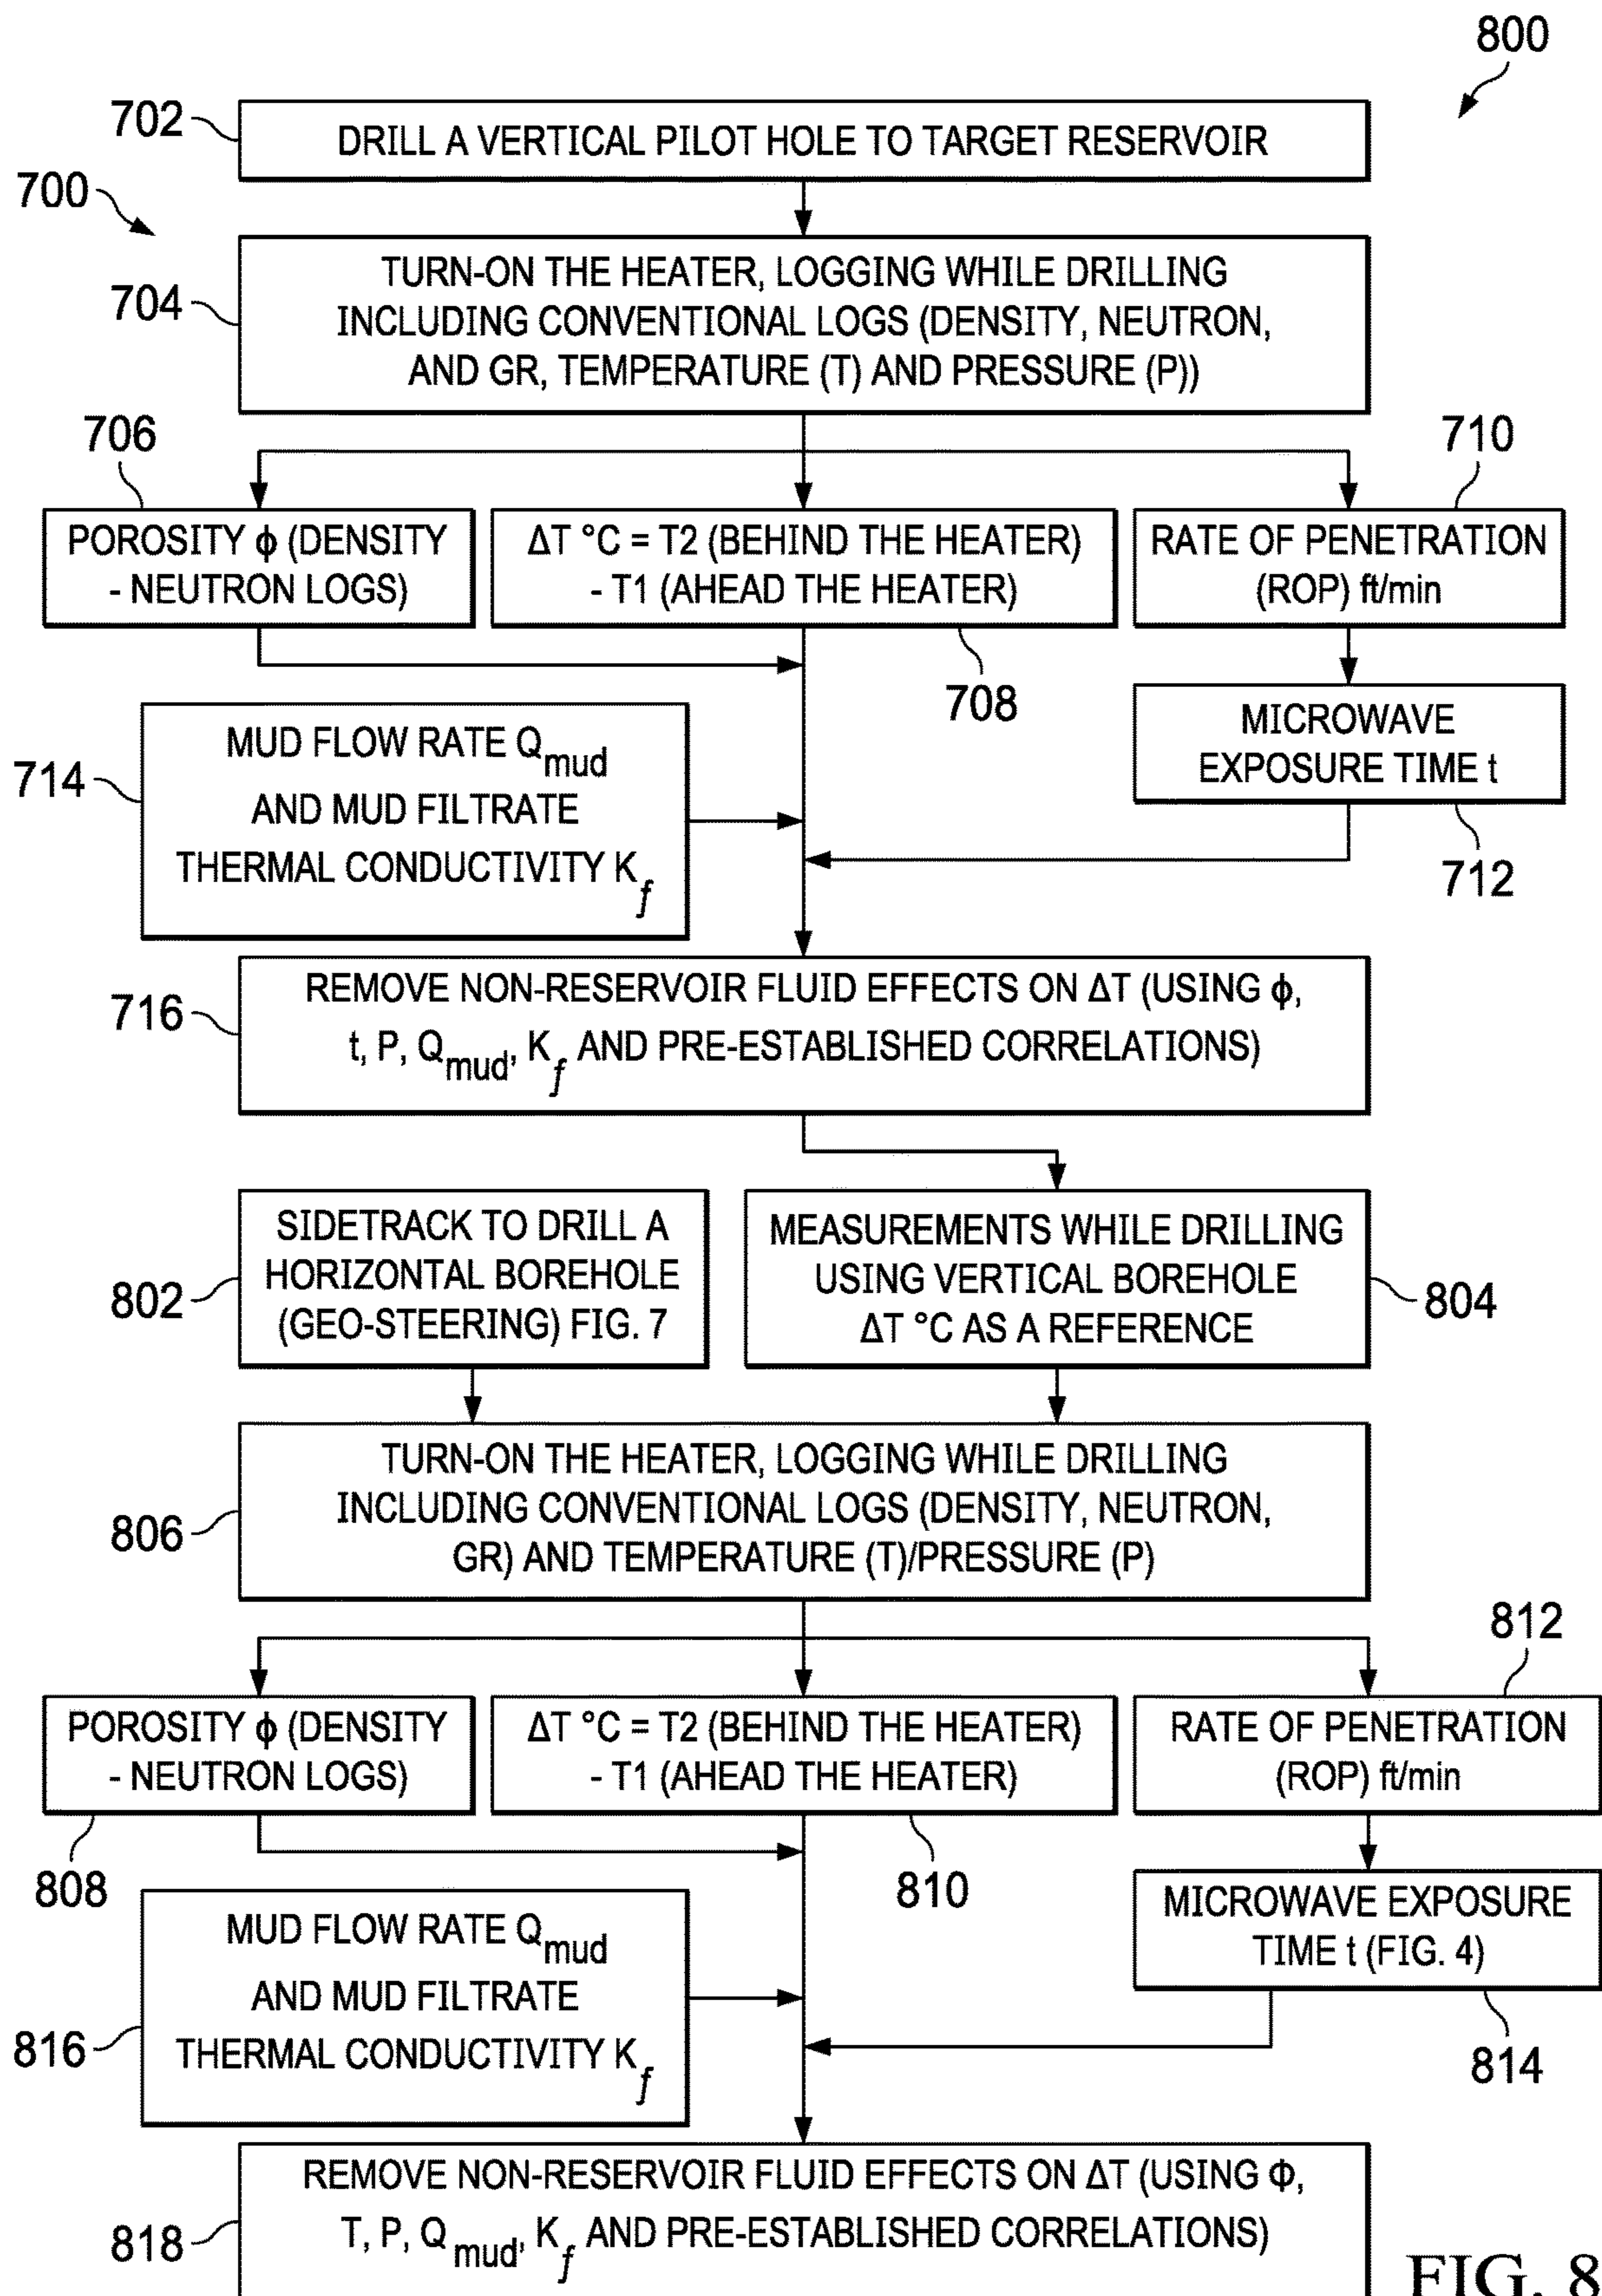 800
702
DRILL A VERTICAL PILOT HOLE TO TARGET RESERVOIR
700
704
TURN-ON THE HEATER, LOGGING WHILE DRILLING
INCLUDING CONVENTIONAL LOGS (DENSITY, NEUTRON,
AND GR, TEMPERATURE (T) AND PRESSURE (P))
706
710
POROSITY ϕ (DENSITY
- NEUTRON LOGS)
ΔT °C = T2 (BEHIND THE HEATER)
- T1 (AHEAD THE HEATER)
RATE OF PENETRATION
(ROP) ft/min
708
714
MUD FLOW RATE Qmud
AND MUD FILTRATE
THERMAL CONDUCTIVITY Kf
MICROWAVE
EXPOSURE TIME t
712
716
REMOVE NON-RESERVOIR FLUID EFFECTS ON ΔT (USING ϕ,
t, P, Qmud, Kf AND PRE-ESTABLISHED CORRELATIONS)
802
SIDETRACK TO DRILL A
HORIZONTAL BOREHOLE
(GEO-STEERING) FIG. 7
MEASUREMENTS WHILE DRILLING
USING VERTICAL BOREHOLE
ΔT °C AS A REFERENCE
804
806
TURN-ON THE HEATER, LOGGING WHILE DRILLING
INCLUDING CONVENTIONAL LOGS (DENSITY, NEUTRON,
GR) AND TEMPERATURE (T)/PRESSURE (P)
812
POROSITY ϕ (DENSITY
- NEUTRON LOGS)
ΔT °C = T2 (BEHIND THE HEATER)
- T1 (AHEAD THE HEATER)
RATE OF PENETRATION
(ROP) ft/min
808
810
816
MUD FLOW RATE Qmud
AND MUD FILTRATE
THERMAL CONDUCTIVITY Kf
MICROWAVE EXPOSURE
TIME t (FIG. 4)
814
818
REMOVE NON-RESERVOIR FLUID EFFECTS ON ΔT (USING Φ,
T, P, Qmud, Kf AND PRE-ESTABLISHED CORRELATIONS)
FIG. 8